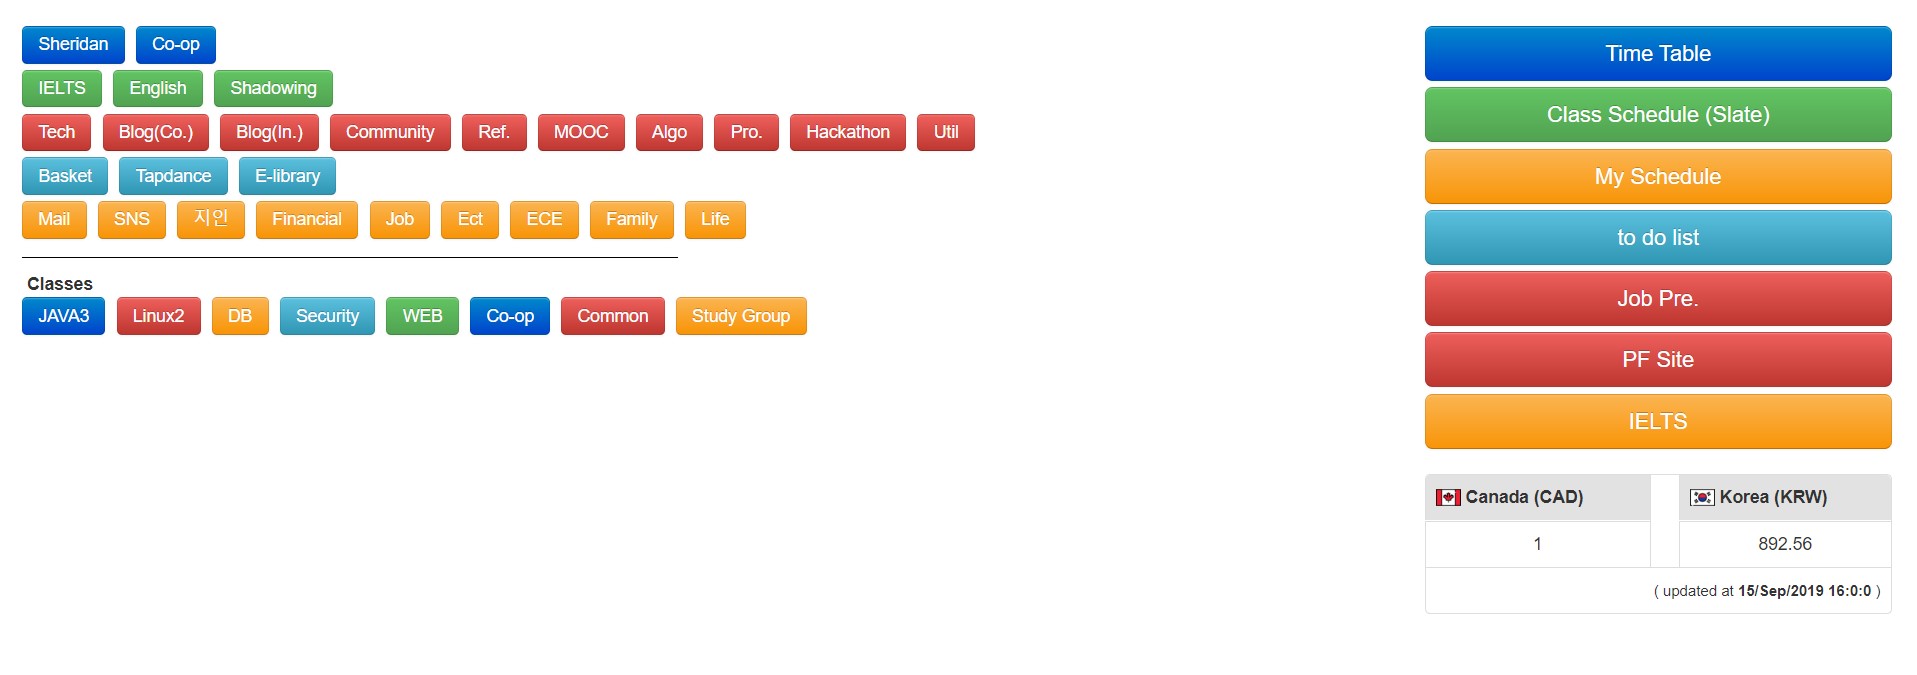 Sheridan Co-op
IELTS English Shadowing
Tech Blog(Co.) Blog(In.) Community Ref. MOOC Algo Pro. Hackathon Util
Basket Tapdance E-library
Mail SNS 지인 Financial Job Ect ECE Family Life
Classes
JAVA3 Linux2 DB Security WEB Co-op Common Study Group
Time Table
Class Schedule (Slate)
My Schedule
to do list
Job Pre.
PF Site
IELTS
Canada (CAD) Korea (KRW)
1 892.56
( updated at 15/Sep/2019 16:0:0 )